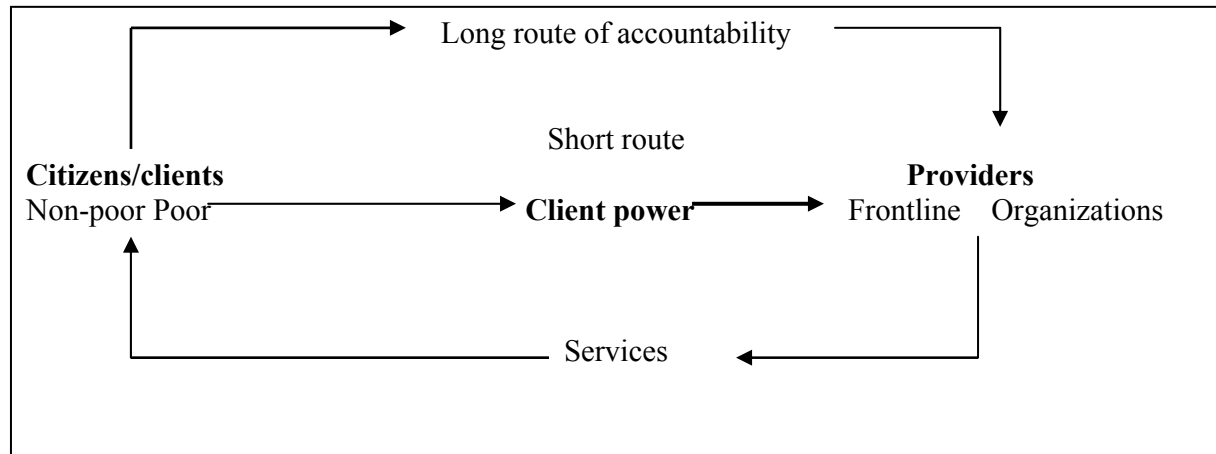 Long route of accountability
Short route
Citizens/clients
Providers
Non-poor Poor
Client power
Frontline Organizations
Services